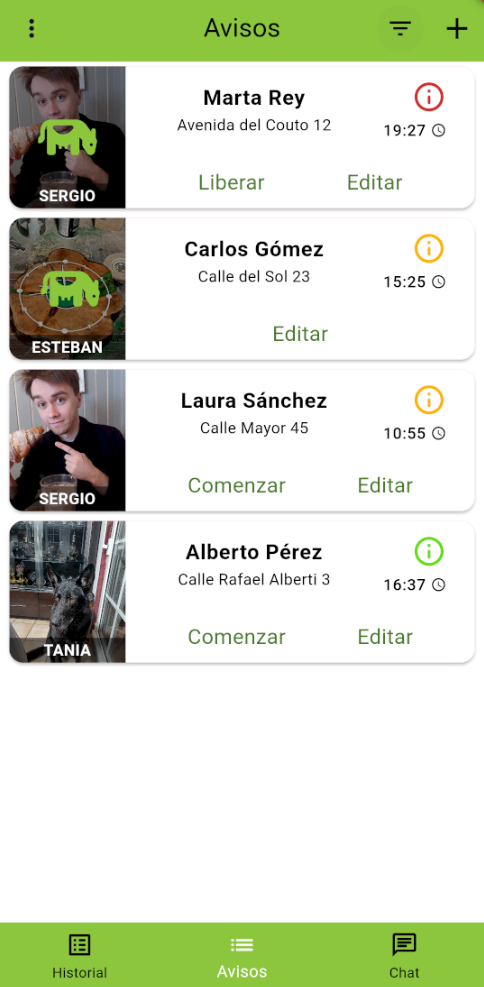 Avisos
Marta Rey
Avenida del Couto 12
19:27
SERGIO
Liberar Editar
Carlos Gómez
Calle del Sol 23
15:25
ESTEBAN
Editar
Laura Sánchez
Calle Mayor 45
10:55
SERGIO
Comenzar Editar
Alberto Pérez
Calle Rafael Alberti 3
16:37
TANIA
Comenzar Editar
Historial Avisos Chat